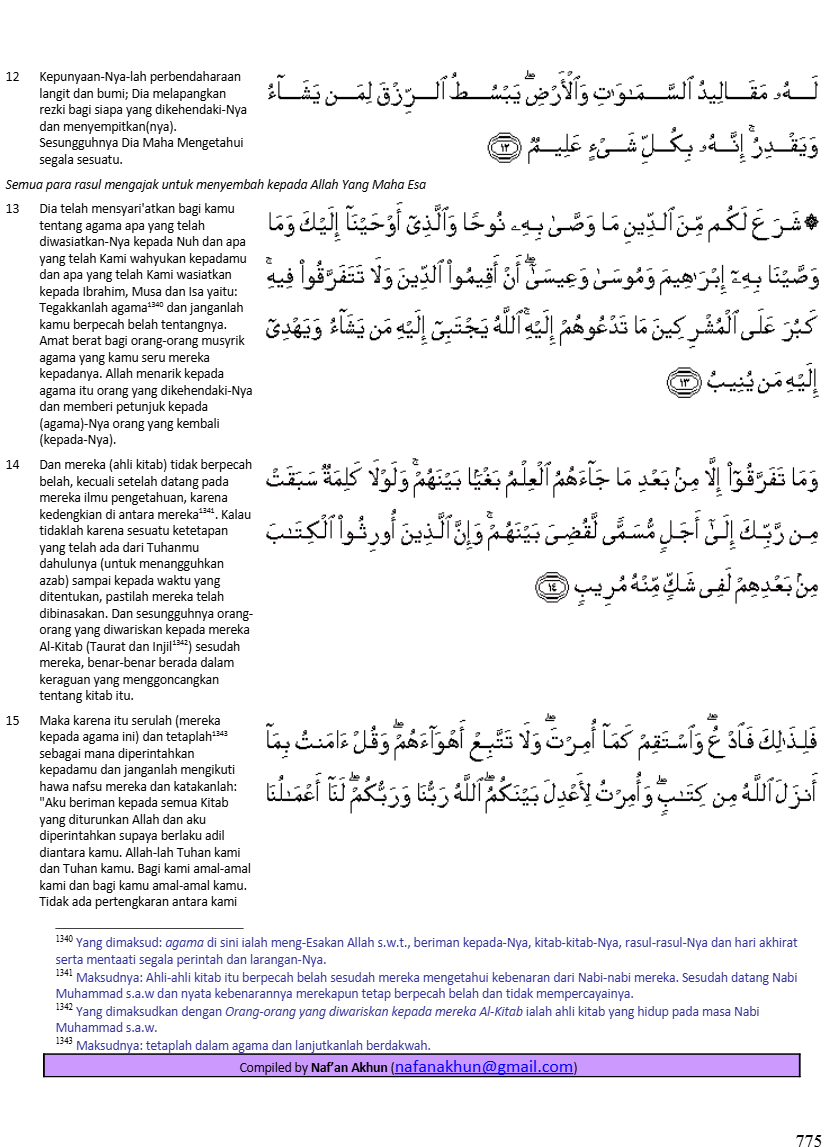 12 Kepunyaan-Nya-lah perbendaharaan
langit dan bumi; Dia melapangkan
rezki bagi siapa yang dikehendaki-Nya
dan menyempitkan(nya).
Sesungguhnya Dia Maha Mengetahui
segala sesuatu.
لَهُۥ مَقَالِيدُ ٱلسَّمَـٰوَٰتِ وَٱلْأَرْضِ ۖ يَبْسُطُ ٱلرِّزْقَ لِمَن يَشَآءُ
وَيَقْدِرُ ۚ إِنَّهُۥ بِكُلِّ شَىْءٍ عَلِيمٌ ١٢
Semua para rasul mengajak untuk menyembah kepada Allah Yang Maha Esa
13 Dia telah mensyari'atkan bagi kamu
tentang agama apa yang telah
diwasiatkan-Nya kepada Nuh dan apa
yang telah Kami wahyukan kepadamu
dan apa yang telah Kami wasiatkan
kepada Ibrahim, Musa dan Isa yaitu:
Tegakkanlah agama¹³⁴⁰ dan janganlah
kamu berpecah belah tentangnya.
Amat berat bagi orang-orang musyrik
agama yang kamu seru mereka
kepadanya. Allah menarik kepada
agama itu orang yang dikehendaki-Nya
dan memberi petunjuk kepada
(agama)-Nya orang yang kembali
(kepada-Nya).
۞ شَرَعَ لَكُم مِّنَ ٱلدِّينِ مَا وَصَّىٰ بِهِۦ نُوحًا وَٱلَّذِىٓ أَوْحَيْنَآ إِلَيْكَ وَمَا
وَصَّيْنَا بِهِۦٓ إِبْرَٰهِيمَ وَمُوسَىٰ وَعِيسَىٰٓ ۖ أَنْ أَقِيمُوا۟ ٱلدِّينَ وَلَا تَتَفَرَّقُوا۟ فِيهِ ۚ
كَبُرَ عَلَى ٱلْمُشْرِكِينَ مَا تَدْعُوهُمْ إِلَيْهِ ۚ ٱللَّهُ يَجْتَبِىٓ إِلَيْهِ مَن يَشَآءُ وَيَهْدِىٓ
إِلَيْهِ مَن يُنِيبُ ١٣
14 Dan mereka (ahli kitab) tidak berpecah
belah, kecuali setelah datang pada
mereka ilmu pengetahuan, karena
kedengkian di antara mereka¹³⁴¹. Kalau
tidaklah karena sesuatu ketetapan
yang telah ada dari Tuhanmu
dahulunya (untuk menangguhkan
azab) sampai kepada waktu yang
ditentukan, pastilah mereka telah
dibinasakan. Dan sesungguhnya orang-
orang yang diwariskan kepada mereka
Al-Kitab (Taurat dan Injil¹³⁴²) sesudah
mereka, benar-benar berada dalam
keraguan yang menggoncangkan
tentang kitab itu.
وَمَا تَفَرَّقُوٓا۟ إِلَّا مِنۢ بَعْدِ مَا جَآءَهُمُ ٱلْعِلْمُ بَغْيًۢا بَيْنَهُمْ ۚ وَلَوْلَا كَلِمَةٌ سَبَقَتْ
مِن رَّبِّكَ إِلَىٰٓ أَجَلٍ مُّسَمًّى لَّقُضِىَ بَيْنَهُمْ ۚ وَإِنَّ ٱلَّذِينَ أُورِثُوا۟ ٱلْكِتَـٰبَ
مِنۢ بَعْدِهِمْ لَفِى شَكٍّ مِّنْهُ مُرِيبٍ ١٤
15 Maka karena itu serulah (mereka
kepada agama ini) dan tetaplah¹³⁴³
sebagai mana diperintahkan
kepadamu dan janganlah mengikuti
hawa nafsu mereka dan katakanlah:
"Aku beriman kepada semua Kitab
yang diturunkan Allah dan aku
diperintahkan supaya berlaku adil
diantara kamu. Allah-lah Tuhan kami
dan Tuhan kamu. Bagi kami amal-amal
kami dan bagi kamu amal-amal kamu.
Tidak ada pertengkaran antara kami
فَلِذَٰلِكَ فَٱدْعُ ۖ وَٱسْتَقِمْ كَمَآ أُمِرْتَ ۖ وَلَا تَتَّبِعْ أَهْوَآءَهُمْ ۖ وَقُلْ ءَامَنتُ بِمَآ
أَنزَلَ ٱللَّهُ مِن كِتَـٰبٍ ۖ وَأُمِرْتُ لِأَعْدِلَ بَيْنَكُمُ ۖ ٱللَّهُ رَبُّنَا وَرَبُّكُمْ ۖ لَنَآ أَعْمَـٰلُنَا
¹³⁴⁰ Yang dimaksud: agama di sini ialah meng-Esakan Allah s.w.t., beriman kepada-Nya, kitab-kitab-Nya, rasul-rasul-Nya dan hari akhirat
serta mentaati segala perintah dan larangan-Nya.
¹³⁴¹ Maksudnya: Ahli-ahli kitab itu berpecah belah sesudah mereka mengetahui kebenaran dari Nabi-nabi mereka. Sesudah datang Nabi
Muhammad s.a.w dan nyata kebenarannya merekapun tetap berpecah belah dan tidak mempercayainya.
¹³⁴² Yang dimaksudkan dengan Orang-orang yang diwariskan kepada mereka Al-Kitab ialah ahli kitab yang hidup pada masa Nabi
Muhammad s.a.w.
¹³⁴³ Maksudnya: tetaplah dalam agama dan lanjutkanlah berdakwah.
Compiled by Naf’an Akhun (nafanakhun@gmail.com)
775